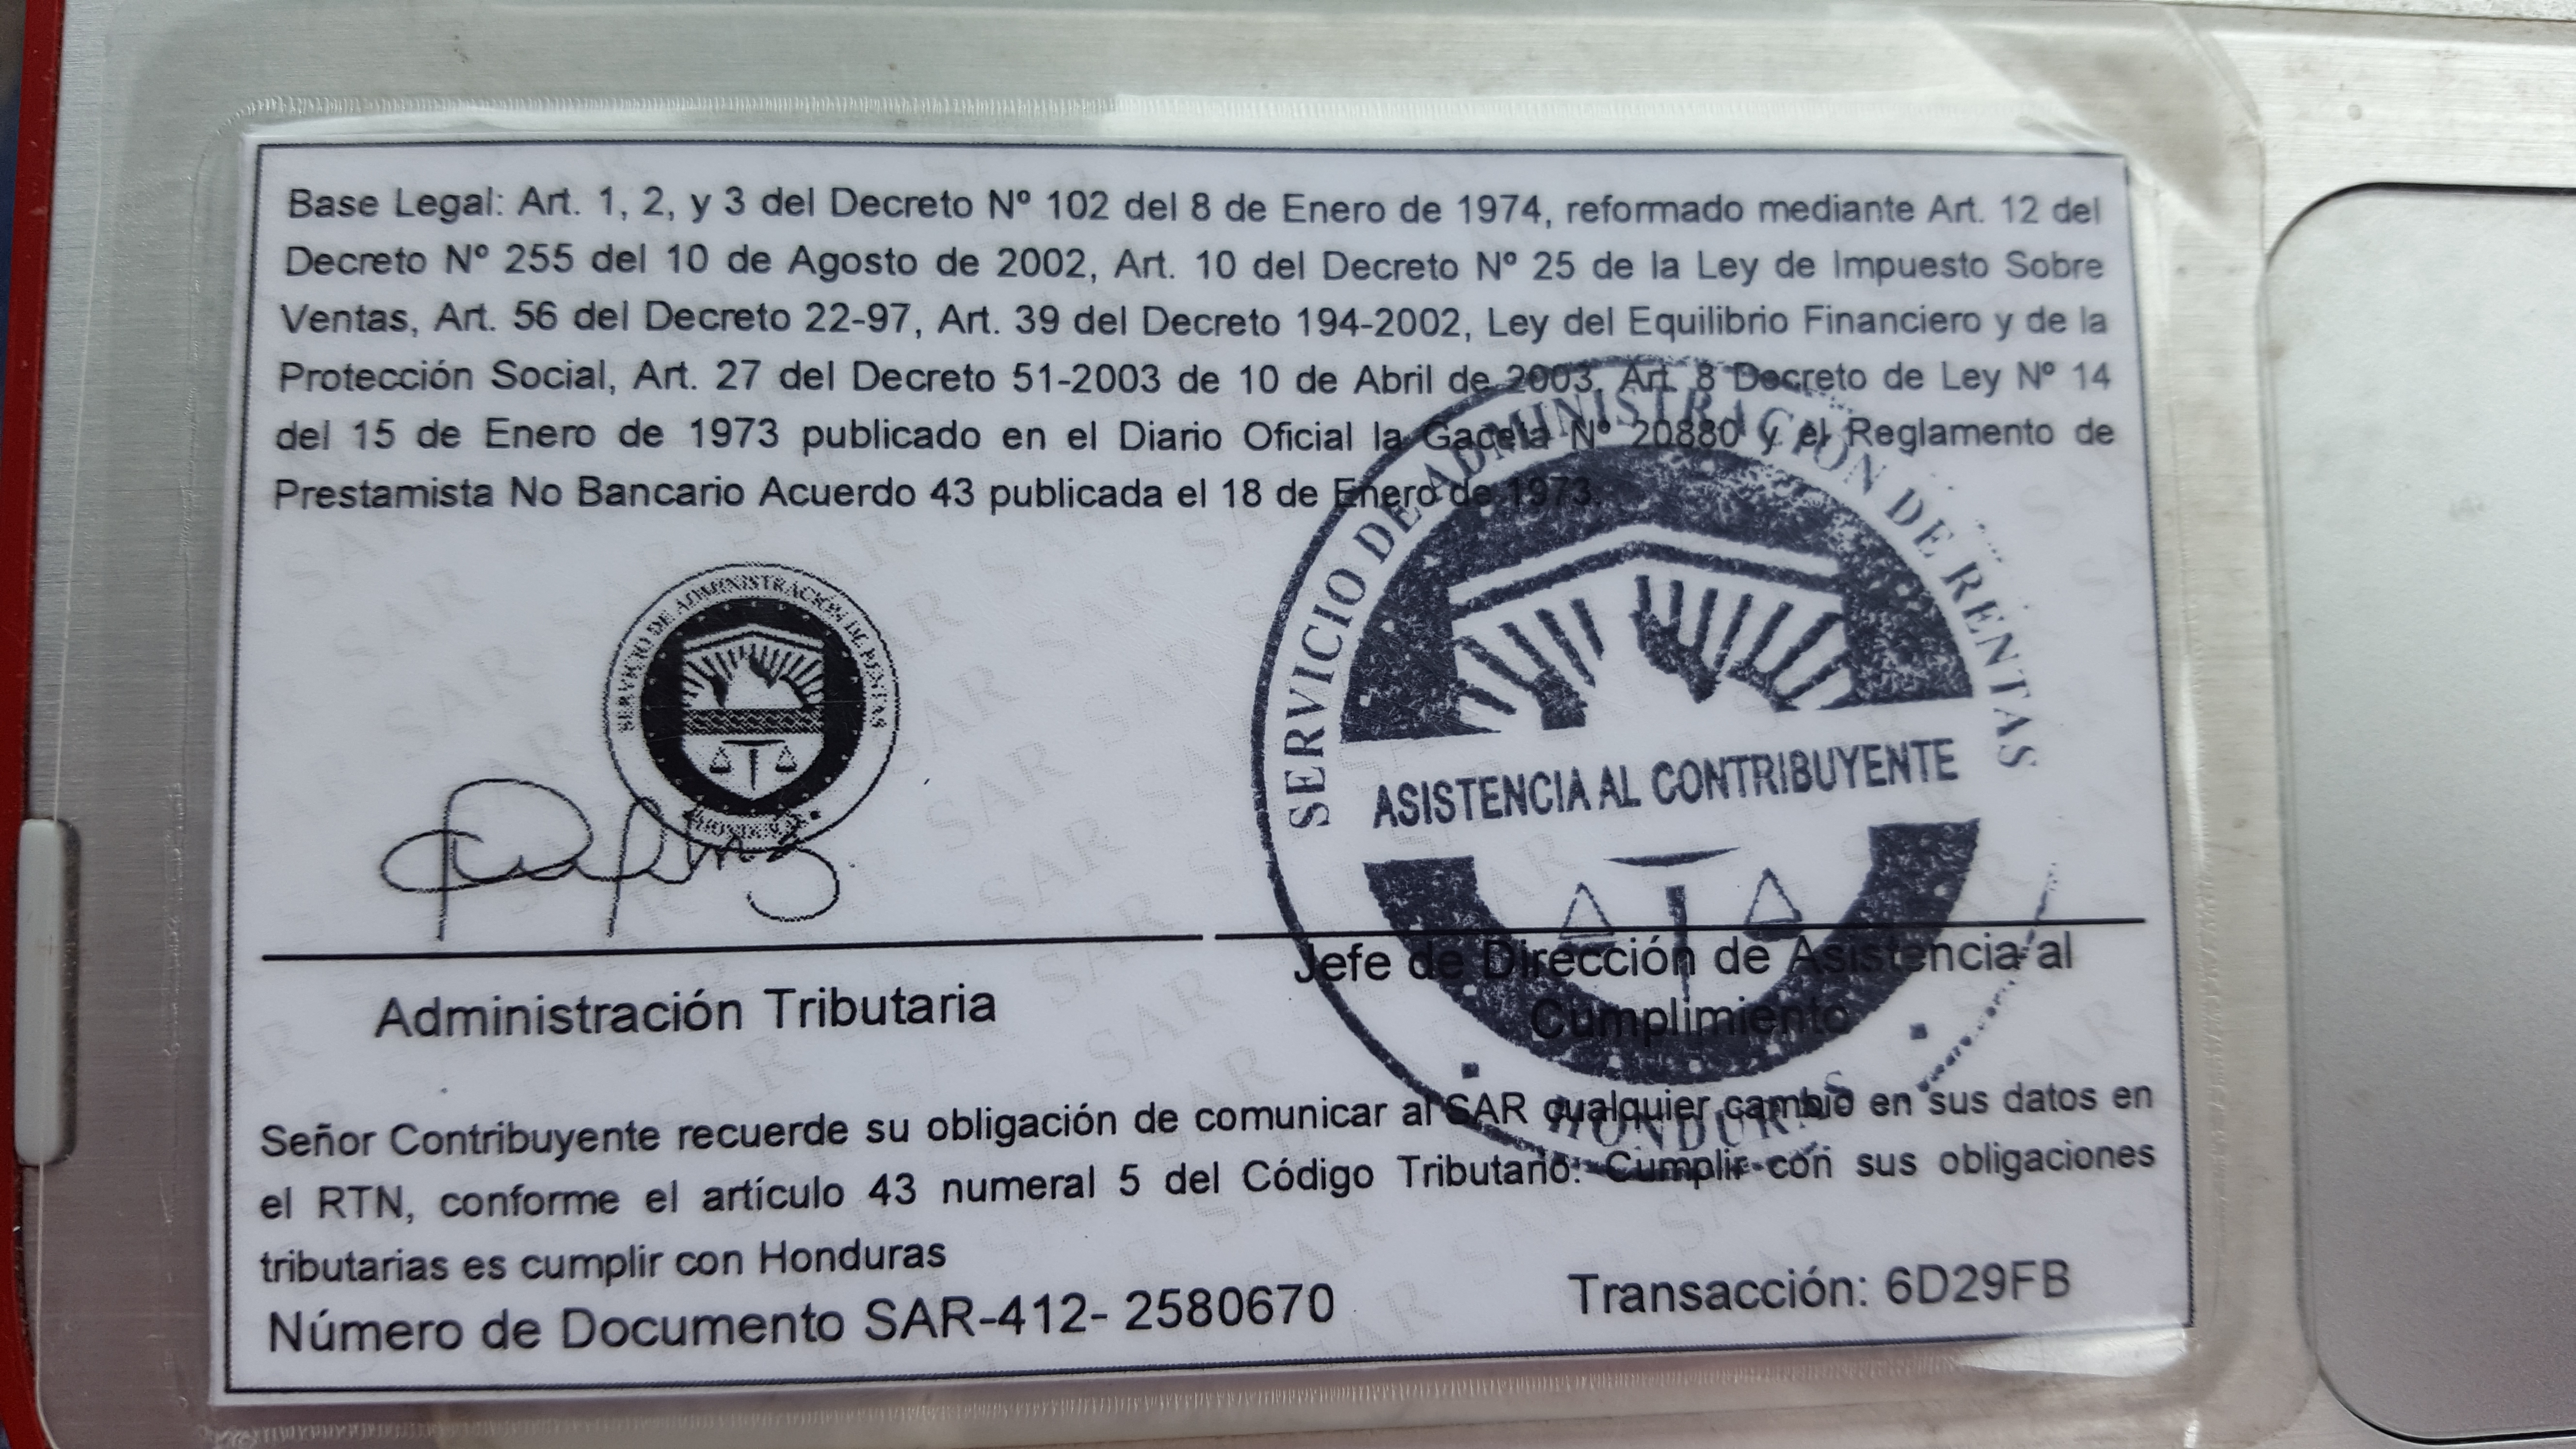 Base Legal: Art. 1, 2, y 3 del Decreto Nº 102 del 8 de Enero de 1974, reformado mediante Art. 12 del
Decreto Nº 255 del 10 de Agosto de 2002, Art. 10 del Decreto Nº 25 de la Ley de Impuesto Sobre
Ventas, Art. 56 del Decreto 22-97, Art. 39 del Decreto 194-2002, Ley del Equilibrio Financiero y de la
Protección Social, Art. 27 del Decreto 51-2003 de 10 de Abril de 2003, Art. 8 Decreto de Ley Nº 14
del 15 de Enero de 1973 publicado en el Diario Oficial la Gaceta Nº 20880 y el Reglamento de
Prestamista No Bancario Acuerdo 43 publicada el 18 de Enero de 1973.
SERVICIO DE ADMINISTRACIÓN DE RENTAS
HONDURAS
SERVICIO DE ADMINISTRACIÓN DE RENTAS
ASISTENCIA AL CONTRIBUYENTE
HONDURAS
Administración Tributaria
Jefe de Dirección de Asistencia al
Cumplimiento
Señor Contribuyente recuerde su obligación de comunicar al SAR cualquier cambio en sus datos en
el RTN, conforme el artículo 43 numeral 5 del Código Tributario. Cumplir con sus obligaciones
tributarias es cumplir con Honduras
Número de Documento SAR-412- 2580670
Transacción: 6D29FB